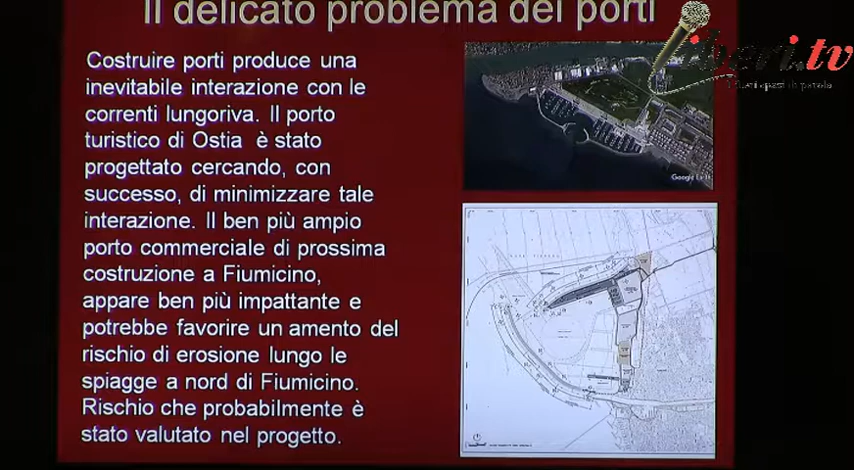 Il delicato problema dei porti
liberi.tv
Costruire porti produce una
inevitabile interazione con le
correnti lungoriva. Il porto
turistico di Ostia è stato
progettato cercando, con
successo, di minimizzare tale
interazione. Il ben più ampio
porto commerciale di prossima
costruzione a Fiumicino,
appare ben più impattante e
potrebbe favorire un amento del
rischio di erosione lungo le
spiagge a nord di Fiumicino.
Rischio che probabilmente è
stato valutato nel progetto.
Google Earth